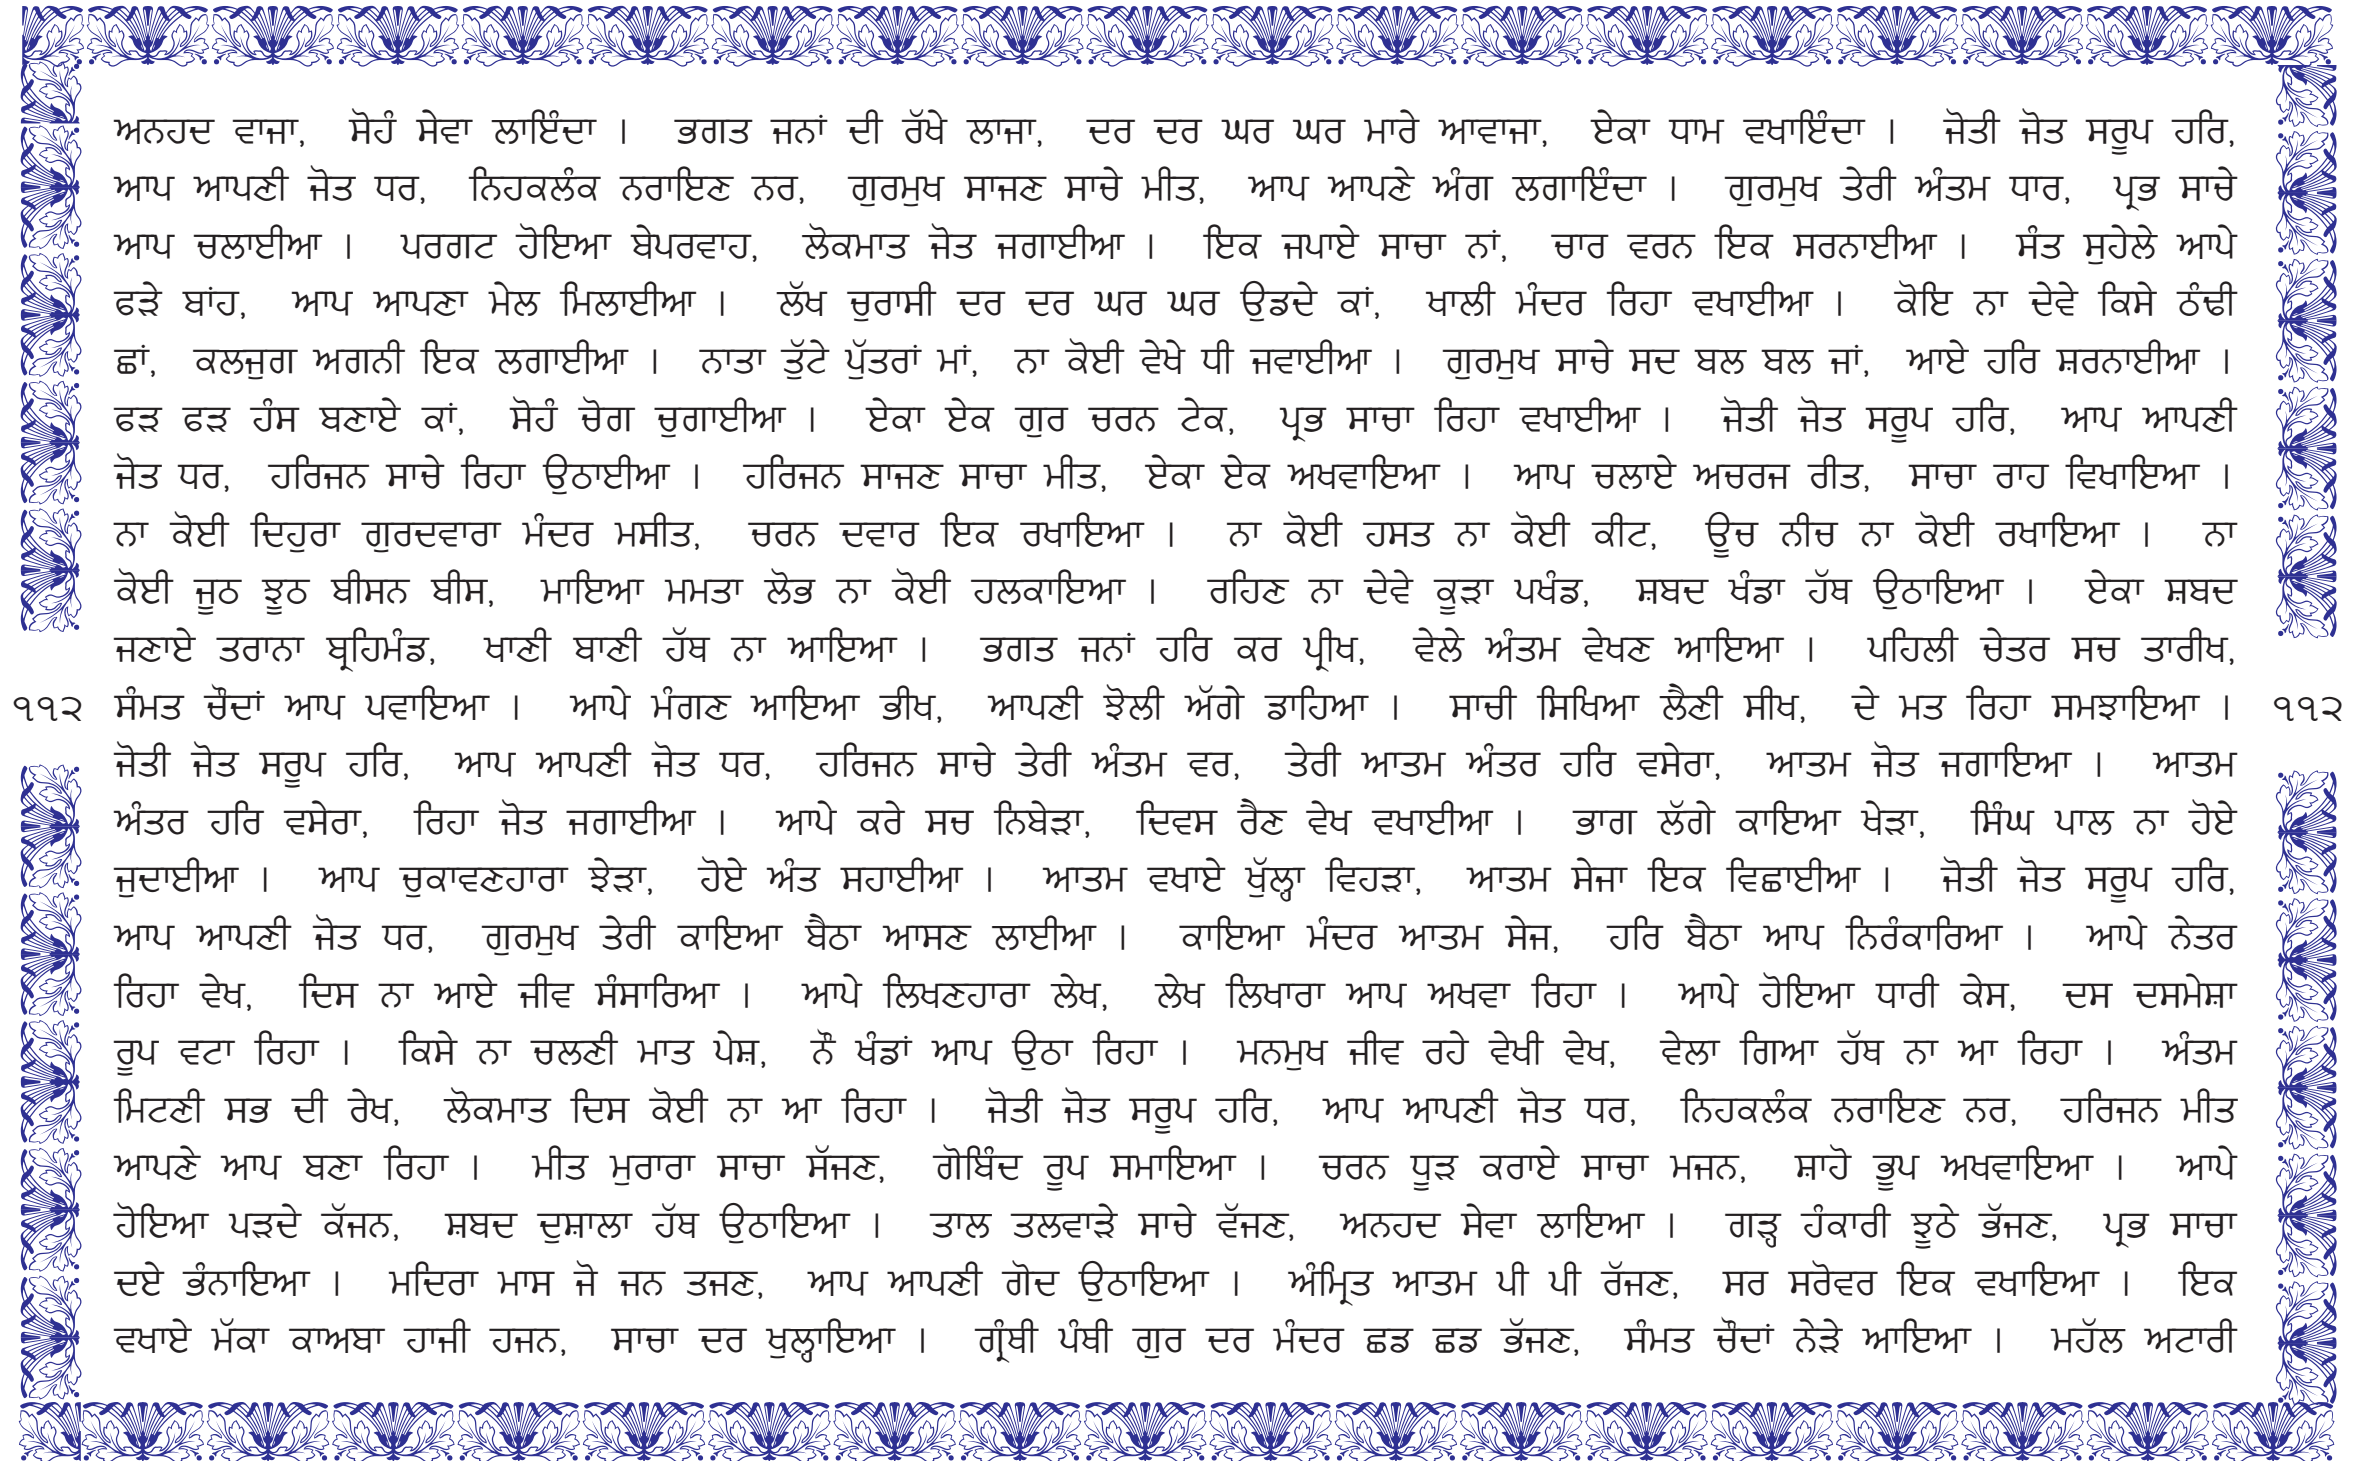 ਅਨਹਦ ਵਾਜਾ, ਸੋਹੰ ਸੇਵਾ ਲਾਇੰਦਾ । ਭਗਤ ਜਨਾਂ ਦੀ ਰੱਖੇ ਲਾਜਾ, ਦਰ ਦਰ ਘਰ ਘਰ ਮਾਰੇ ਆਵਾਜਾ, ਏਕਾ ਧਾਮ ਵਖਾਇੰਦਾ । ਜੋਤੀ ਜੋਤ ਸਰੂਪ ਹਰਿ,
ਆਪ ਆਪਣੀ ਜੋਤ ਧਰ, ਨਿਹਕਲੰਕ ਨਰਾਇਣ ਨਰ, ਗੁਰਮੁਖ ਸਾਜਣ ਸਾਚੇ ਮੀਤ, ਆਪ ਆਪਣੇ ਅੰਗ ਲਗਾਇੰਦਾ । ਗੁਰਮੁਖ ਤੇਰੀ ਅੰਤਮ ਧਾਰ, ਪ੍ਰਭ ਸਾਚੇ
ਆਪ ਚਲਾਈਆ । ਪਰਗਟ ਹੋਇਆ ਬੇਪਰਵਾਹ, ਲੋਕਮਾਤ ਜੋਤ ਜਗਾਈਆ । ਇਕ ਜਪਾਏ ਸਾਚਾ ਨਾਂ, ਚਾਰ ਵਰਨ ਇਕ ਸਰਨਾਈਆ । ਸੰਤ ਸੁਹੇਲੇ ਆਪੇ
ਫੜੇ ਬਾਂਹ, ਆਪ ਆਪਣਾ ਮੇਲ ਮਿਲਾਈਆ । ਲੱਖ ਚੁਰਾਸੀ ਦਰ ਦਰ ਘਰ ਘਰ ਉਡਦੇ ਕਾਂ, ਖਾਲੀ ਮੰਦਰ ਰਿਹਾ ਵਖਾਈਆ । ਕੋਇ ਨਾ ਦੇਵੇ ਕਿਸੇ ਠੰਢੀ
ਛਾਂ, ਕਲਜੁਗ ਅਗਨੀ ਇਕ ਲਗਾਈਆ । ਨਾਤਾ ਤੁੱਟੇ ਪੁੱਤਰਾਂ ਮਾਂ, ਨਾ ਕੋਈ ਵੇਖੇ ਧੀ ਜਵਾਈਆ । ਗੁਰਮੁਖ ਸਾਚੇ ਸਦ ਬਲ ਬਲ ਜਾਂ, ਆਏ ਹਰਿ ਸ਼ਰਨਾਈਆ ।
ਫੜ ਫੜ ਹੰਸ ਬਣਾਏ ਕਾਂ, ਸੋਹੰ ਚੋਗ ਚੁਗਾਈਆ । ਏਕਾ ਏਕ ਗੁਰ ਚਰਨ ਟੇਕ, ਪ੍ਰਭ ਸਾਚਾ ਰਿਹਾ ਵਖਾਈਆ । ਜੋਤੀ ਜੋਤ ਸਰੂਪ ਹਰਿ, ਆਪ ਆਪਣੀ
ਜੋਤ ਧਰ, ਹਰਿਜਨ ਸਾਚੇ ਰਿਹਾ ਉਠਾਈਆ । ਹਰਿਜਨ ਸਾਜਣ ਸਾਚਾ ਮੀਤ, ਏਕਾ ਏਕ ਅਖਵਾਇਆ । ਆਪ ਚਲਾਏ ਅਚਰਜ ਰੀਤ, ਸਾਚਾ ਰਾਹ ਵਿਖਾਇਆ ।
ਨਾ ਕੋਈ ਦਿਹੁਰਾ ਗੁਰਦਵਾਰਾ ਮੰਦਰ ਮਸੀਤ, ਚਰਨ ਦਵਾਰ ਇਕ ਰਖਾਇਆ । ਨਾ ਕੋਈ ਹਸਤ ਨਾ ਕੋਈ ਕੀਟ, ਊਚ ਨੀਚ ਨਾ ਕੋਈ ਰਖਾਇਆ । ਨਾ
ਕੋਈ ਜੂਠ ਝੂਠ ਬੀਸਨ ਬੀਸ, ਮਾਇਆ ਮਮਤਾ ਲੋਭ ਨਾ ਕੋਈ ਹਲਕਾਇਆ । ਰਹਿਣ ਨਾ ਦੇਵੇ ਕੂੜਾ ਪਖੰਡ, ਸ਼ਬਦ ਖੰਡਾ ਹੱਥ ਉਠਾਇਆ । ਏਕਾ ਸ਼ਬਦ
ਜਣਾਏ ਤਰਾਨਾ ਬ੍ਰਹਿਮੰਡ, ਖਾਣੀ ਬਾਣੀ ਹੱਥ ਨਾ ਆਇਆ । ਭਗਤ ਜਨਾਂ ਹਰਿ ਕਰ ਪ੍ਰੀਖ, ਵੇਲੇ ਅੰਤਮ ਵੇਖਣ ਆਇਆ । ਪਹਿਲੀ ਚੇਤਰ ਸਚ ਤਾਰੀਖ,
੧੧੨ ਸੰਮਤ ਚੌਦਾਂ ਆਪ ਪਵਾਇਆ । ਆਪੇ ਮੰਗਣ ਆਇਆ ਭੀਖ, ਆਪਣੀ ਝੋਲੀ ਅੱਗੇ ਡਾਹਿਆ । ਸਾਚੀ ਸਿਖਿਆ ਲੈਣੀ ਸੀਖ, ਦੇ ਮਤ ਰਿਹਾ ਸਮਝਾਇਆ । ੧੧੨
ਜੋਤੀ ਜੋਤ ਸਰੂਪ ਹਰਿ, ਆਪ ਆਪਣੀ ਜੋਤ ਧਰ, ਹਰਿਜਨ ਸਾਚੇ ਤੇਰੀ ਅੰਤਮ ਵਰ, ਤੇਰੀ ਆਤਮ ਅੰਤਰ ਹਰਿ ਵਸੇਰਾ, ਆਤਮ ਜੋਤ ਜਗਾਇਆ । ਆਤਮ
ਅੰਤਰ ਹਰਿ ਵਸੇਰਾ, ਰਿਹਾ ਜੋਤ ਜਗਾਈਆ । ਆਪੇ ਕਰੇ ਸਚ ਨਿਬੇੜਾ, ਦਿਵਸ ਰੈਣ ਵੇਖ ਵਖਾਈਆ । ਭਾਗ ਲੱਗੇ ਕਾਇਆ ਖੇੜਾ, ਸਿੰਘ ਪਾਲ ਨਾ ਹੋਏ
ਜੁਦਾਈਆ । ਆਪ ਚੁਕਾਵਣਹਾਰਾ ਝੇੜਾ, ਹੋਏ ਅੰਤ ਸਹਾਈਆ । ਆਤਮ ਵਖਾਏ ਖੁੱਲ੍ਹਾ ਵਿਹੜਾ, ਆਤਮ ਸੇਜਾ ਇਕ ਵਿਛਾਈਆ । ਜੋਤੀ ਜੋਤ ਸਰੂਪ ਹਰਿ,
ਆਪ ਆਪਣੀ ਜੋਤ ਧਰ, ਗੁਰਮੁਖ ਤੇਰੀ ਕਾਇਆ ਬੈਠਾ ਆਸਣ ਲਾਈਆ । ਕਾਇਆ ਮੰਦਰ ਆਤਮ ਸੇਜ, ਹਰਿ ਬੈਠਾ ਆਪ ਨਿਰੰਕਾਰਿਆ । ਆਪੇ ਨੇਤਰ
ਰਿਹਾ ਵੇਖ, ਦਿਸ ਨਾ ਆਏ ਜੀਵ ਸੰਸਾਰਿਆ । ਆਪੇ ਲਿਖਣਹਾਰਾ ਲੇਖ, ਲੇਖ ਲਿਖਾਰਾ ਆਪ ਅਖਵਾ ਰਿਹਾ । ਆਪੇ ਹੋਇਆ ਧਾਰੀ ਕੇਸ, ਦਸ ਦਸਮੇਸ਼ਾ
ਰੂਪ ਵਟਾ ਰਿਹਾ । ਕਿਸੇ ਨਾ ਚਲਣੀ ਮਾਤ ਪੇਸ਼, ਨੌਂ ਖੰਡਾਂ ਆਪ ਉਠਾ ਰਿਹਾ । ਮਨਮੁਖ ਜੀਵ ਰਹੇ ਵੇਖੀ ਵੇਖ, ਵੇਲਾ ਗਿਆ ਹੱਥ ਨਾ ਆ ਰਿਹਾ । ਅੰਤਮ
ਮਿਟਣੀ ਸਭ ਦੀ ਰੇਖ, ਲੋਕਮਾਤ ਦਿਸ ਕੋਈ ਨਾ ਆ ਰਿਹਾ । ਜੋਤੀ ਜੋਤ ਸਰੂਪ ਹਰਿ, ਆਪ ਆਪਣੀ ਜੋਤ ਧਰ, ਨਿਹਕਲੰਕ ਨਰਾਇਣ ਨਰ, ਹਰਿਜਨ ਮੀਤ
ਆਪਣੇ ਆਪ ਬਣਾ ਰਿਹਾ । ਮੀਤ ਮੁਰਾਰਾ ਸਾਚਾ ਸੱਜਣ, ਗੋਬਿੰਦ ਰੂਪ ਸਮਾਇਆ । ਚਰਨ ਧੂੜ ਕਰਾਏ ਸਾਚਾ ਮਜਨ, ਸ਼ਾਹੋ ਭੂਪ ਅਖਵਾਇਆ । ਆਪੇ
ਹੋਇਆ ਪੜਦੇ ਕੱਜਨ, ਸ਼ਬਦ ਦੁਸ਼ਾਲਾ ਹੱਥ ਉਠਾਇਆ । ਤਾਲ ਤਲਵਾੜੇ ਸਾਚੇ ਵੱਜਣ, ਅਨਹਦ ਸੇਵਾ ਲਾਇਆ । ਗੜ੍ਹ ਹੰਕਾਰੀ ਝੂਠੇ ਭੱਜਣ, ਪ੍ਰਭ ਸਾਚਾ
ਦਏ ਭੰਨਾਇਆ । ਮਦਿਰਾ ਮਾਸ ਜੋ ਜਨ ਤਜਣ, ਆਪ ਆਪਣੀ ਗੋਦ ਉਠਾਇਆ । ਅੰਮ੍ਰਿਤ ਆਤਮ ਪੀ ਪੀ ਰੱਜਣ, ਸਰ ਸਰੋਵਰ ਇਕ ਵਖਾਇਆ । ਇਕ
ਵਖਾਏ ਮੱਕਾ ਕਾਅਬਾ ਹਾਜੀ ਹਜਨ, ਸਾਚਾ ਦਰ ਖੁਲ੍ਹਾਇਆ । ਗ੍ਰੰਥੀ ਪੰਥੀ ਗੁਰ ਦਰ ਮੰਦਰ ਛਡ ਛਡ ਭੱਜਣ, ਸੰਮਤ ਚੌਦਾਂ ਨੇੜੇ ਆਇਆ । ਮਹੱਲ ਅਟਾਰੀ